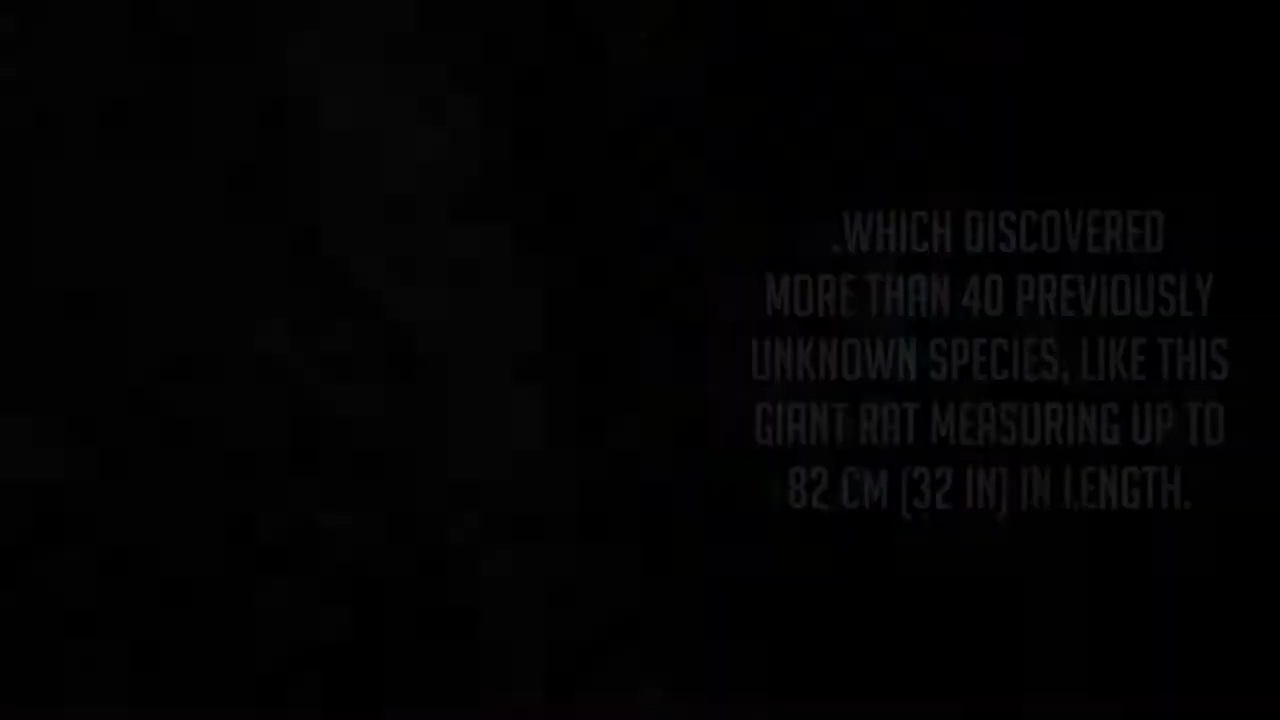 .WHICH DISCOVERED
MORE THAN 40 PREVIOUSLY
UNKNOWN SPECIES, LIKE THIS
GIANT RAT MEASURING UP TO
82 CM (32 IN) IN LENGTH.